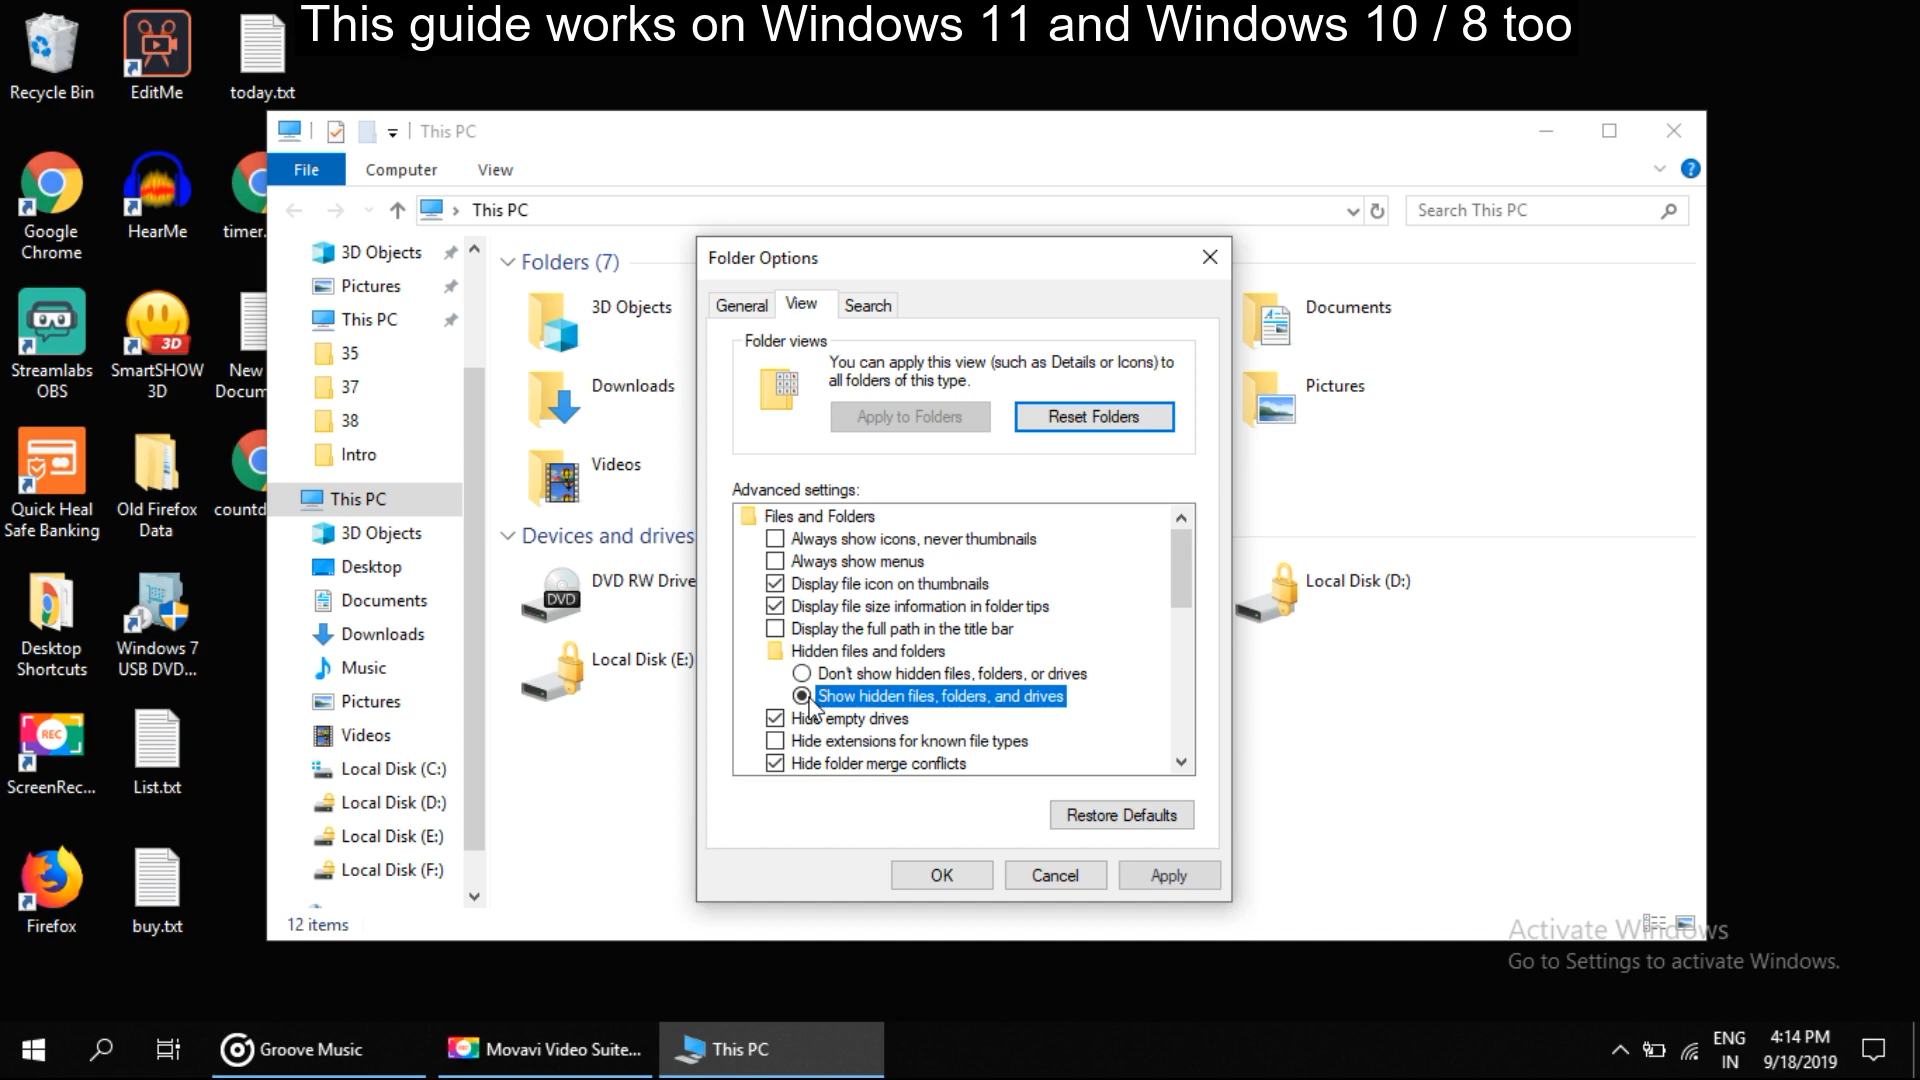 This guide works on Windows 11 and Windows 10 / 8 too
Recycle Bin
EditMe
today.txt
Google
Chrome
HearMe
timer.
Streamlabs
OBS
SmartSHOW
3D
3D
New
Docum
Quick Heal
Safe Banking
Old Firefox
Data
countd
Desktop
Shortcuts
Windows 7
USB DVD...
REC
ScreenRec...
List.txt
Firefox
buy.txt
This PC
File
Computer
View
This PC
Search This PC
3D Objects
Pictures
This PC
35
37
38
Intro
This PC
3D Objects
Desktop
Documents
Downloads
Music
Pictures
Videos
Local Disk (C:)
Local Disk (D:)
Local Disk (E:)
Local Disk (F:)
12 items
Folders (7)
3D Objects
Downloads
Videos
Documents
Pictures
Devices and drives
DVD
DVD RW Drive
Local Disk (E:)
Local Disk (D:)
Folder Options
General
View
Search
Folder views
You can apply this view (such as Details or Icons) to
all folders of this type.
Apply to Folders
Reset Folders
Advanced settings:
Files and Folders
Always show icons, never thumbnails
Always show menus
Display file icon on thumbnails
Display file size information in folder tips
Display the full path in the title bar
Hidden files and folders
Don't show hidden files, folders, or drives
Show hidden files, folders, and drives
Hide empty drives
Hide extensions for known file types
Hide folder merge conflicts
Restore Defaults
OK
Cancel
Apply
Activate Windows
Go to Settings to activate Windows.
Groove Music
Movavi Video Suite...
This PC
ENG
IN
4:14 PM
9/18/2019